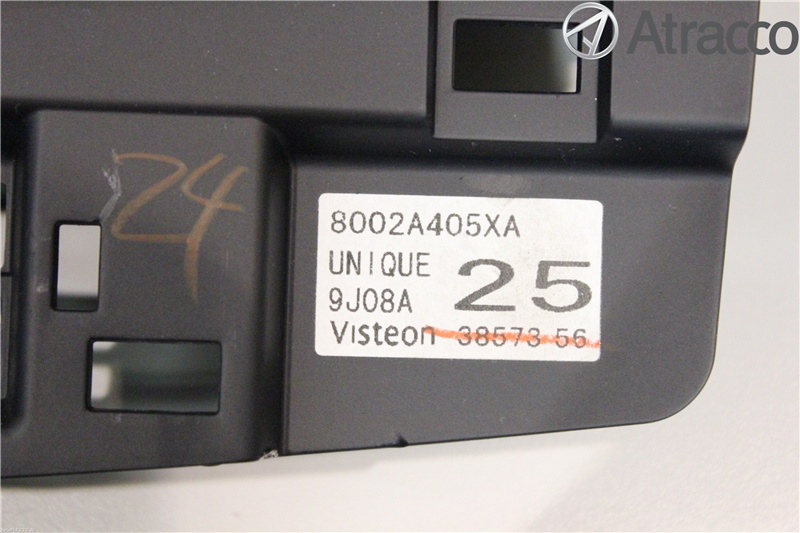 Atracco
24
8002A405XA
UNIQUE 25
9J08A
Visteon 38573 56